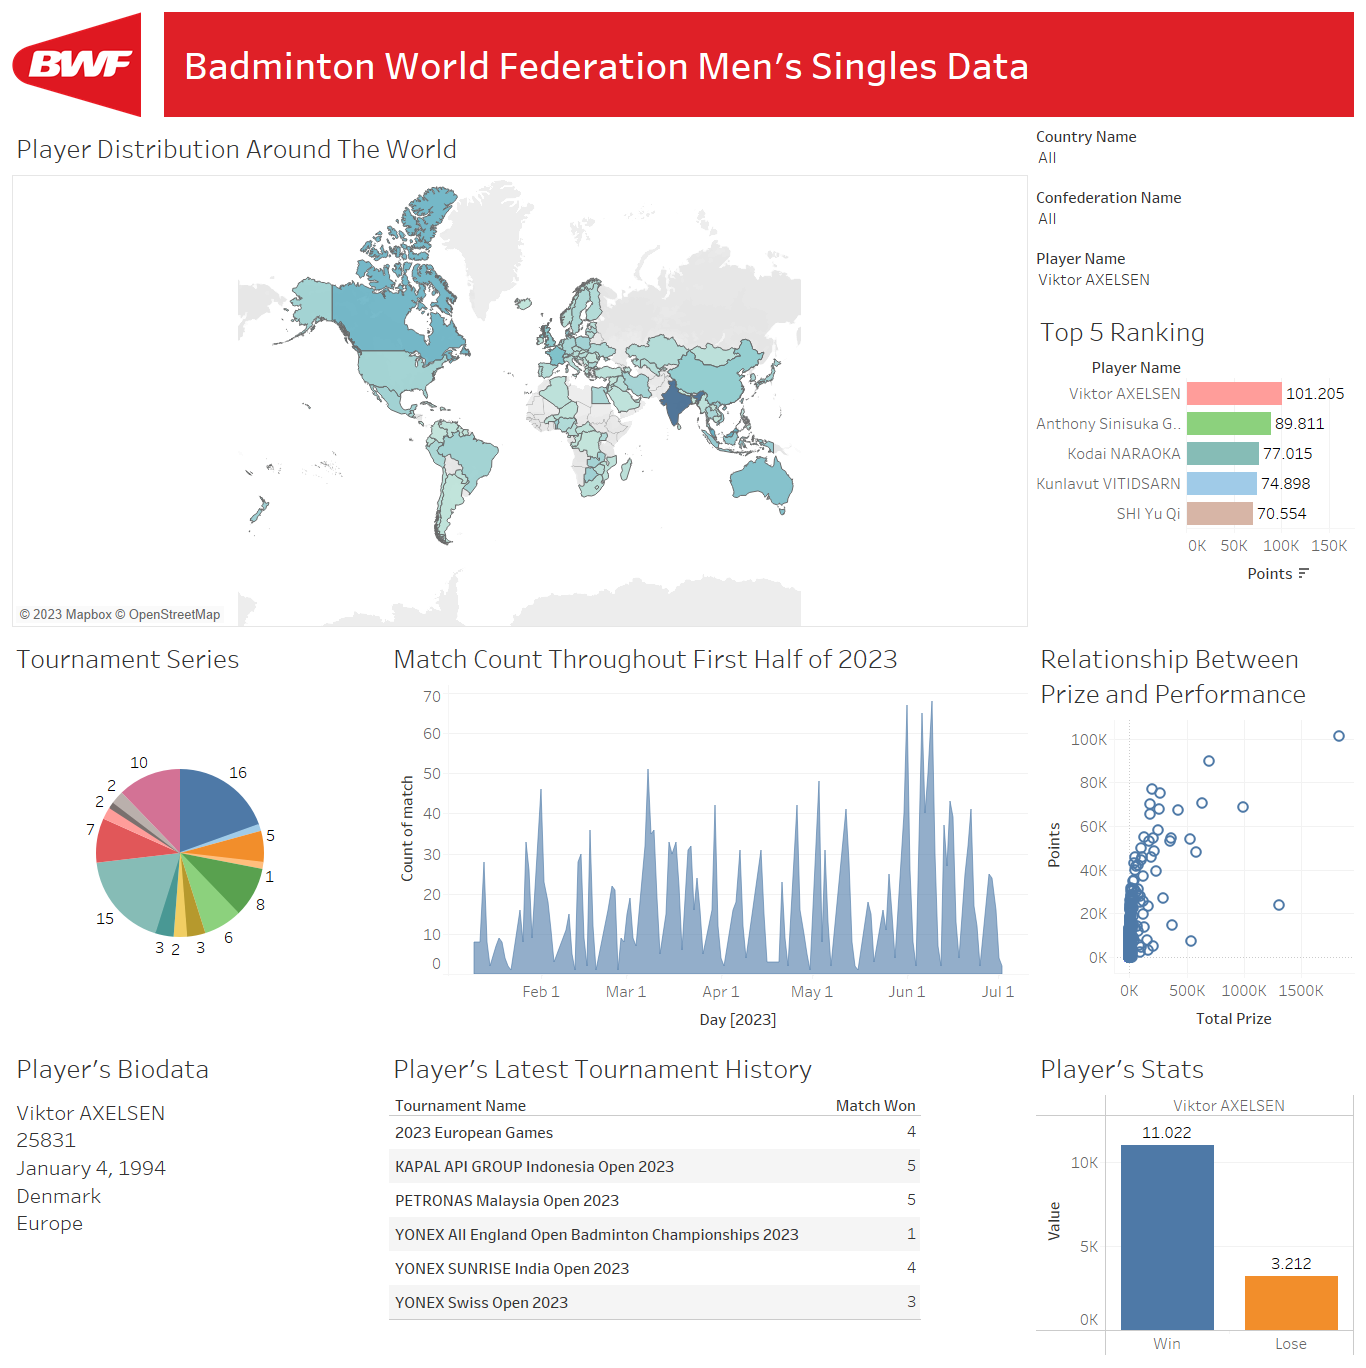 BWF
Badminton World Federation Men's Singles Data
Player Distribution Around The World
© 2023 Mapbox © OpenStreetMap
Country Name
All
Confederation Name
All
Player Name
Viktor AXELSEN
Top 5 Ranking
Player Name
Viktor AXELSEN 101.205
Anthony Sinisuka G.. 89.811
Kodai NARAOKA 77.015
Kunlavut VITIDSARN 74.898
SHI Yu Qi 70.554
0K 50K 100K 150K
Points
Tournament Series
10
16
2
2
7
5
1
8
15
6
3 2 3
Match Count Throughout First Half of 2023
70
60
50
40
30
20
10
0
Count of match
Feb 1 Mar 1 Apr 1 May 1 Jun 1 Jul 1
Day [2023]
Relationship Between
Prize and Performance
100K
80K
60K
40K
20K
0K
Points
0K 500K 1000K 1500K
Total Prize
Player's Biodata
Viktor AXELSEN
25831
January 4, 1994
Denmark
Europe
Player's Latest Tournament History
Tournament Name Match Won
2023 European Games 4
KAPAL API GROUP Indonesia Open 2023 5
PETRONAS Malaysia Open 2023 5
YONEX All England Open Badminton Championships 2023 1
YONEX SUNRISE India Open 2023 4
YONEX Swiss Open 2023 3
Player's Stats
Viktor AXELSEN
11.022
10K
Value
5K
3.212
0K
Win Lose